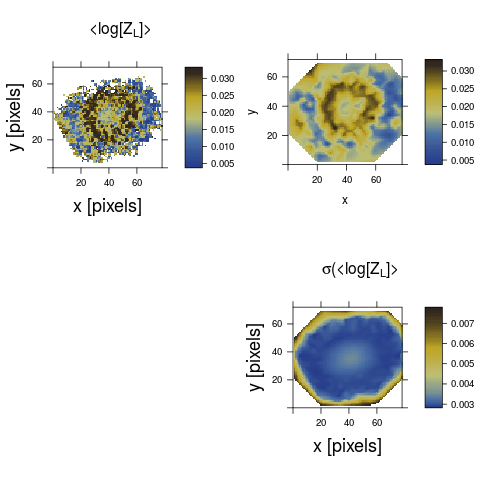 <log[Z_L]>
y [pixels]
60
40
20
20 40 60
x [pixels]
0.030
0.025
0.020
0.015
0.010
0.005
y
60
40
20
20 40 60
x
0.030
0.025
0.020
0.015
0.010
0.005
σ(<log[Z_L]>
y [pixels]
60
40
20
20 40 60
x [pixels]
0.007
0.006
0.005
0.004
0.003